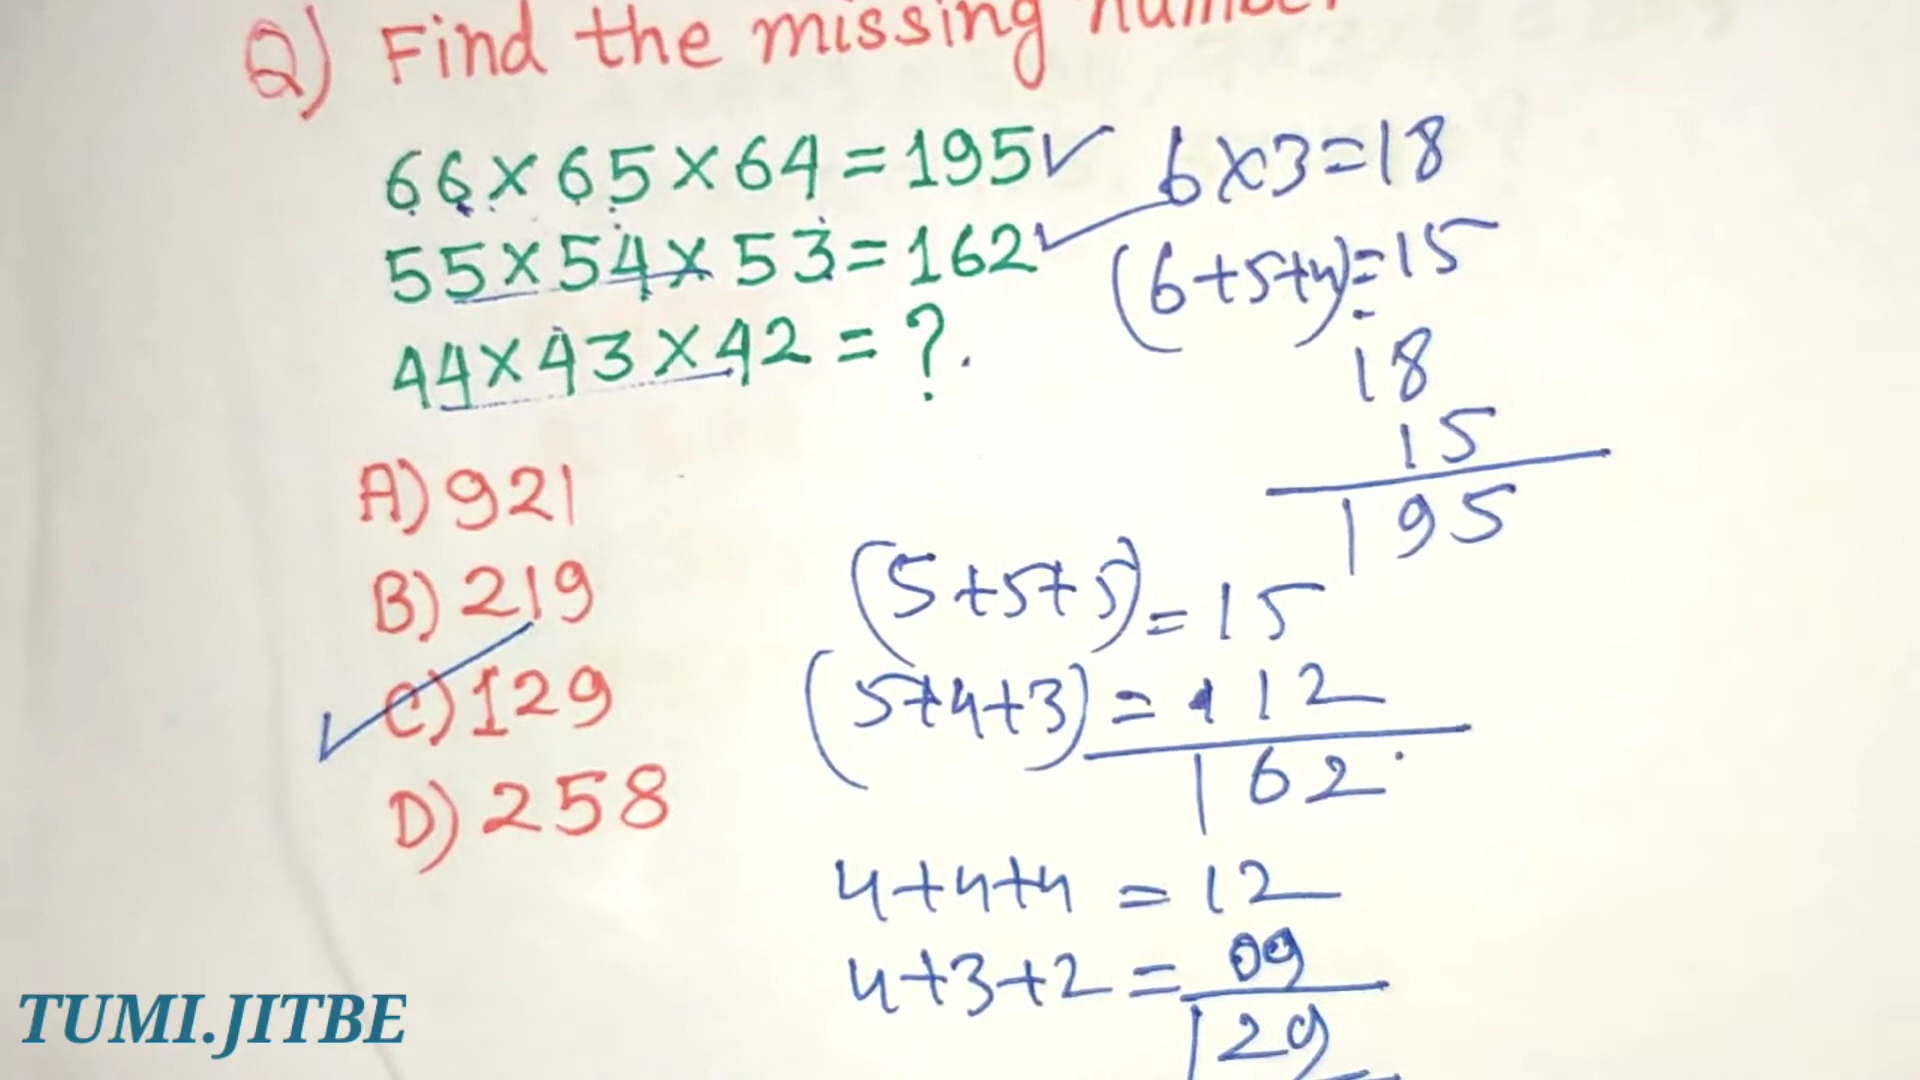 Q) Find the missing number
66×65×64=195✓
55×54×53=162✓
44×43×42=?.
A) 921
B) 219
✓C) 129
D) 258
6×3=18
(6+5+4)=15
18
15
195
(5+5+5)=15
(5+4+3)=12
162
4+4+4=12
4+3+2=09
129
TUMI.JITBE